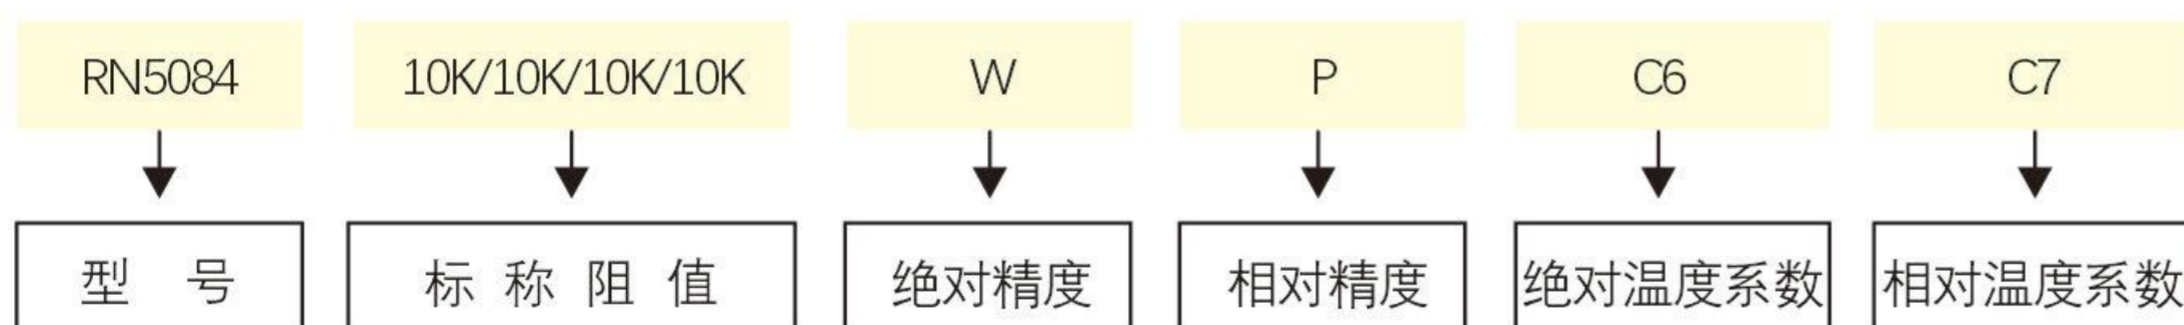 RN5084 10K/10K/10K/10K W P C6 C7
型 号 标 称 阻 值 绝对精度 相对精度 绝对温度系数 相对温度系数